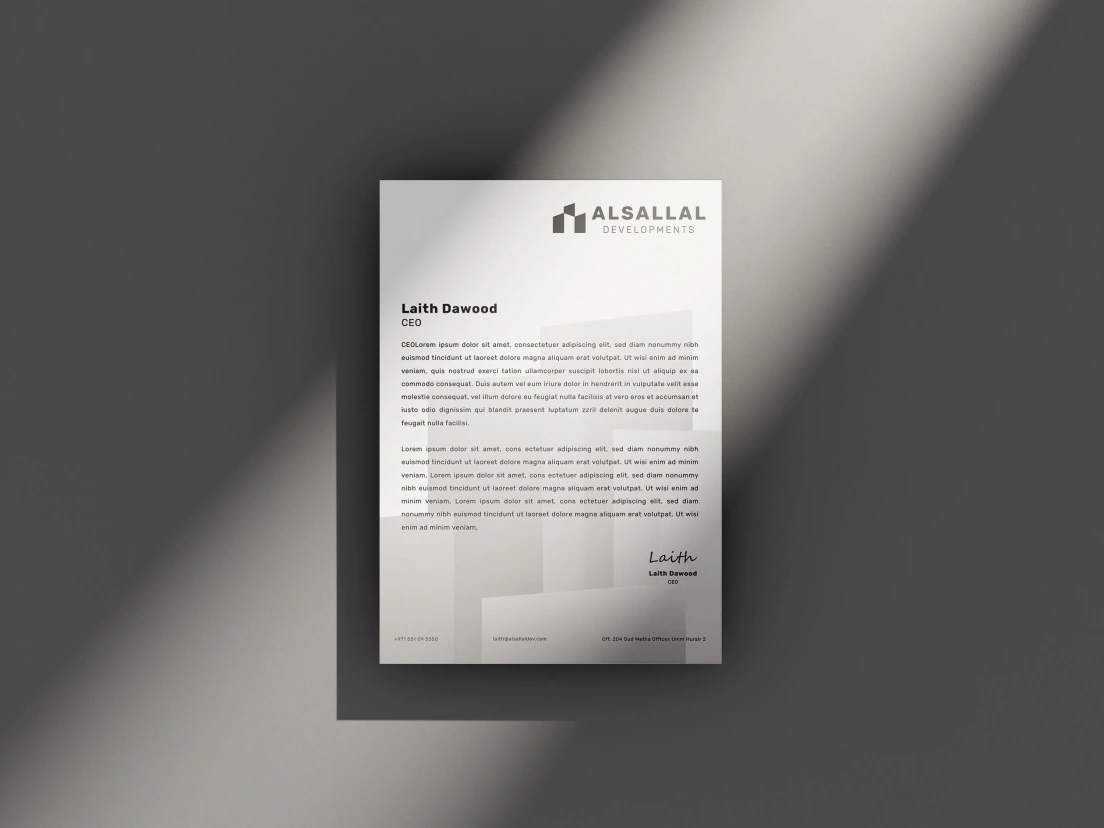 ALSALLAL
DEVELOPMENTS
Laith Dawood
CEO
CEOLorem ipsum dolor sit amet, consectetuer adipiscing elit, sed diam nonummy nibh
euismod tincidunt ut laoreet dolore magna aliquam erat volutpat. Ut wisi enim ad minim
veniam, quis nostrud exerci tation ullamcorper suscipit lobortis nisl ut aliquip ex ea
commodo consequat. Duis autem vel eum iriure dolor in hendrerit in vulputate velit esse
molestie consequat, vel illum dolore eu feugiat nulla facilisis at vero eros et accumsan et
iusto odio dignissim qui blandit praesent luptatum zzril delenit augue duis dolore te
feugait nulla facilisi.
Lorem ipsum dolor sit amet, cons ectetuer adipiscing elit, sed diam nonummy nibh
euismod tincidunt ut laoreet dolore magna aliquam erat volutpat. Ut wisi enim ad minim
veniam. Lorem ipsum dolor sit amet, cons ectetuer adipiscing elit, sed diam nonummy
nibh euismod tincidunt ut laoreet dolore magna aliquam erat volutpat. Ut wisi enim ad
minim veniam. Lorem ipsum dolor sit amet, cons ectetuer adipiscing elit, sed diam
nonummy nibh euismod tincidunt ut laoreet dolore magna aliquam erat volutpat. Ut wisi
enim ad minim veniam.
Laith
Laith Dawood
CEO
+971 551 09 5550 laith@alsallaldev.com Off. 204 Oud Metha Offices Umm Hurair 2